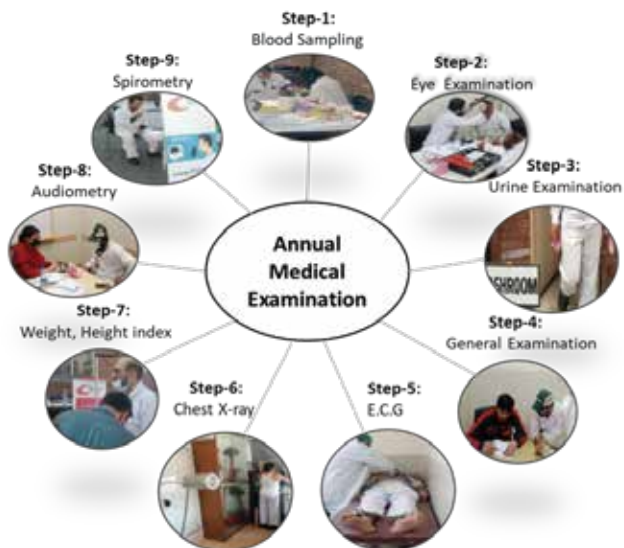 Step-1:
Blood Sampling
Step-2:
Eye Examination
Step-3:
Urine Examination
SHROOM
Step-4:
General Examination
Step-5:
E.C.G
Step-6:
Chest X-ray
Step-7:
Weight, Height index
Step-8:
Audiometry
Step-9:
Spirometry
Annual
Medical
Examination